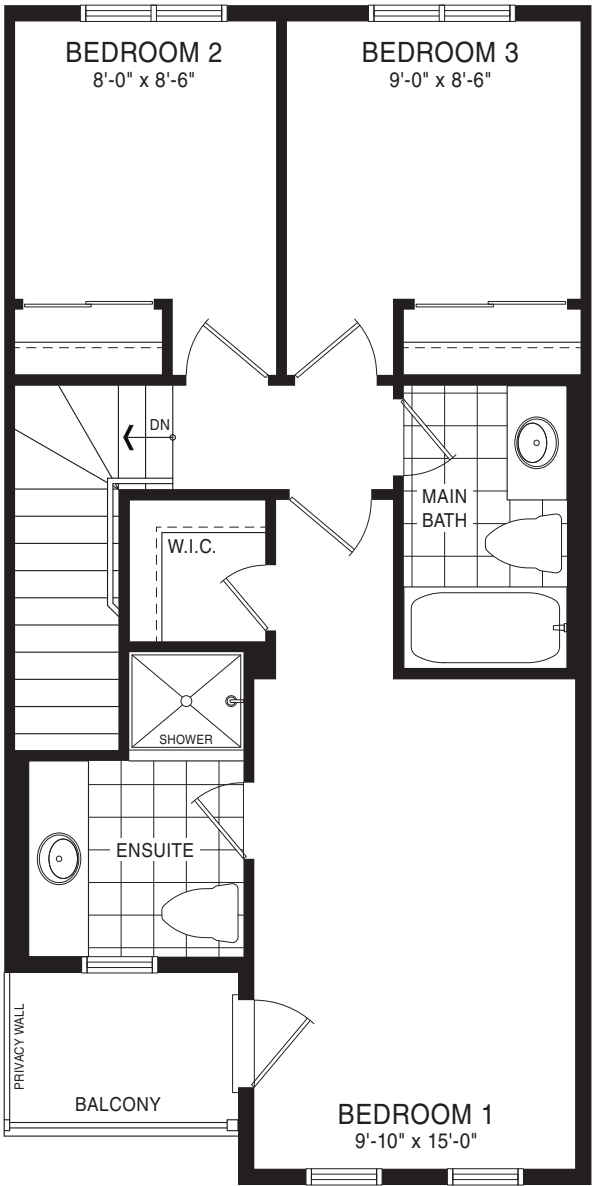 BEDROOM 2
8'-0" x 8'-6"
BEDROOM 3
9'-0" x 8'-6"
DN
MAIN
BATH
W.I.C.
SHOWER
ENSUITE
PRIVACY WALL
BALCONY
BEDROOM 1
9'-10" x 15'-0"